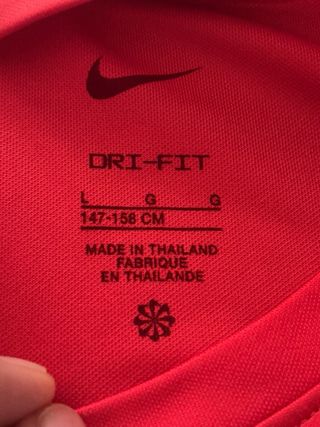 DRI-FIT
L G G
147-158 CM
MADE IN THAILAND
FABRIQUE
EN THAILANDE